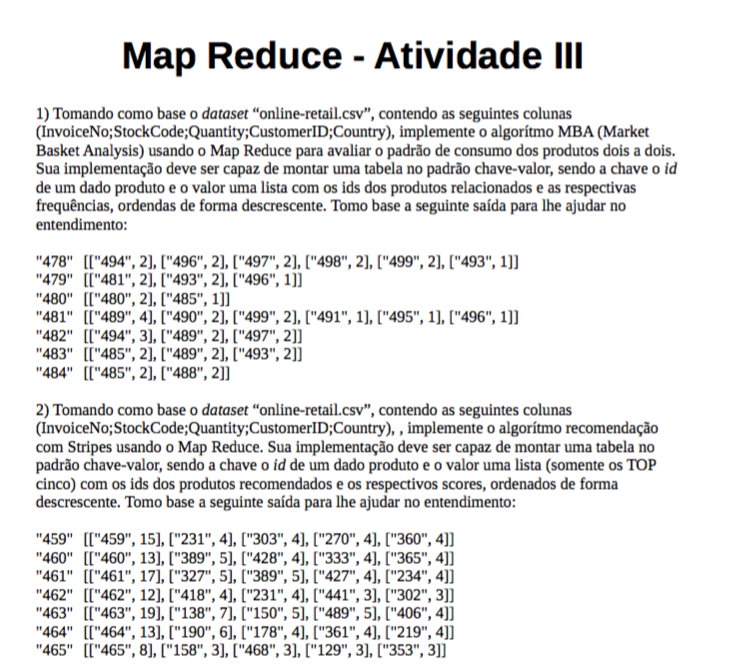 Map Reduce - Atividade III
1) Tomando como base o dataset “online-retail.csv”, contendo as seguintes colunas
(InvoiceNo;StockCode;Quantity;CustomerID;Country), implemente o algorítmo MBA (Market
Basket Analysis) usando o Map Reduce para avaliar o padrão de consumo dos produtos dois a dois.
Sua implementação deve ser capaz de montar uma tabela no padrão chave-valor, sendo a chave o id
de um dado produto e o valor uma lista com os ids dos produtos relacionados e as respectivas
frequências, ordendas de forma descrescente. Tomo base a seguinte saída para lhe ajudar no
entendimento:
"478" [["494", 2], ["496", 2], ["497", 2], ["498", 2], ["499", 2], ["493", 1]]
"479" [["481", 2], ["493", 2], ["496", 1]]
"480" [["480", 2], ["485", 1]]
"481" [["489", 4], ["490", 2], ["499", 2], ["491", 1], ["495", 1], ["496", 1]]
"482" [["494", 3], ["489", 2], ["497", 2]]
"483" [["485", 2], ["489", 2], ["493", 2]]
"484" [["485", 2], ["488", 2]]
2) Tomando como base o dataset “online-retail.csv”, contendo as seguintes colunas
(InvoiceNo;StockCode;Quantity;CustomerID;Country), , implemente o algorítmo recomendação
com Stripes usando o Map Reduce. Sua implementação deve ser capaz de montar uma tabela no
padrão chave-valor, sendo a chave o id de um dado produto e o valor uma lista (somente os TOP
cinco) com os ids dos produtos recomendados e os respectivos scores, ordenados de forma
descrescente. Tomo base a seguinte saída para lhe ajudar no entendimento:
"459" [["459", 15], ["231", 4], ["303", 4], ["270", 4], ["360", 4]]
"460" [["460", 13], ["389", 5], ["428", 4], ["333", 4], ["365", 4]]
"461" [["461", 17], ["327", 5], ["389", 5], ["427", 4], ["234", 4]]
"462" [["462", 12], ["418", 4], ["231", 4], ["441", 3], ["302", 3]]
"463" [["463", 19], ["138", 7], ["150", 5], ["489", 5], ["406", 4]]
"464" [["464", 13], ["190", 6], ["178", 4], ["361", 4], ["219", 4]]
"465" [["465", 8], ["158", 3], ["468", 3], ["129", 3], ["353", 3]]